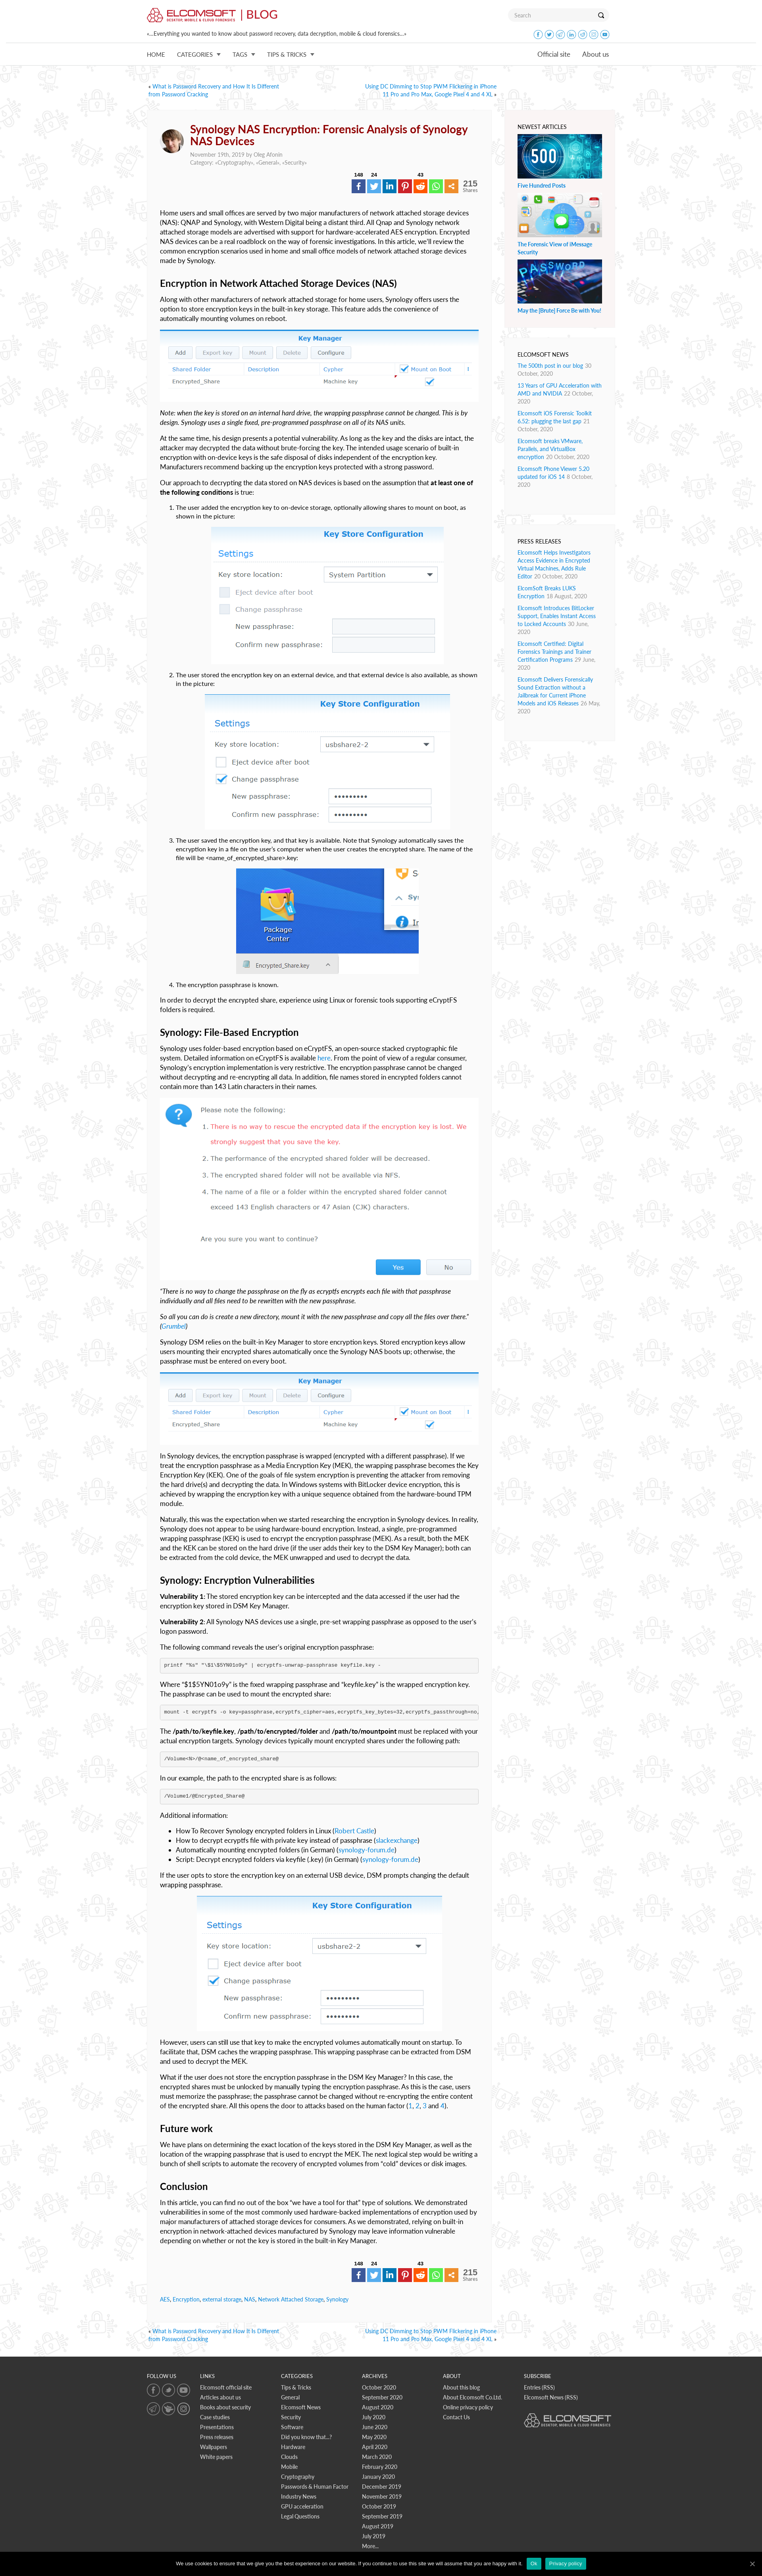 ELCOMSOFT
DESKTOP, MOBILE & CLOUD FORENSICS
| BLOG
Search
«...Everything you wanted to know about password recovery, data decryption, mobile & cloud forensics...»
HOME CATEGORIES TAGS TIPS & TRICKS Official site About us
« What is Password Recovery and How It Is Different
from Password Cracking
Using DC Dimming to Stop PWM Flickering in iPhone
11 Pro and Pro Max, Google Pixel 4 and 4 XL »
Synology NAS Encryption: Forensic Analysis of Synology
NAS Devices
November 19th, 2019 by Oleg Afonin
Category: «Cryptography», «General», «Security»
148 24 43
215
Shares
Home users and small offices are served by two major manufacturers of network attached storage devices
(NAS): QNAP and Synology, with Western Digital being a distant third. All Qnap and Synology network
attached storage models are advertised with support for hardware-accelerated AES encryption. Encrypted
NAS devices can be a real roadblock on the way of forensic investigations. In this article, we'll review the
common encryption scenarios used in home and small office models of network attached storage devices
made by Synology.
Encryption in Network Attached Storage Devices (NAS)
Along with other manufacturers of network attached storage for home users, Synology offers users the
option to store encryption keys in the built-in key storage. This feature adds the convenience of
automatically mounting volumes on reboot.
Key Manager
Add Export key Mount Delete Configure
Shared Folder Description Cypher Mount on Boot
Encrypted_Share Machine key
Note: when the key is stored on an internal hard drive, the wrapping passphrase cannot be changed. This is by
design. Synology uses a single fixed, pre-programmed passphrase on all of its NAS units.
At the same time, his design presents a potential vulnerability. As long as the key and the data are intact, the
attacker may decrypt the data without brute-forcing the key. The intended usage scenario of built-in
encryption with on-device keys is the safe disposal of disks independent of the encryption key.
Manufacturers recommend backing up the encryption keys protected with a strong password.
Our approach to decrypting the data stored on NAS devices is based on the assumption that at least one of
the following conditions is true:
1. The user added the encryption key to on-device storage, optionally allowing shares to mount on boot, as
shown in the picture:
Key Store Configuration
Settings
Key store location: System Partition
Eject device after boot
Change passphrase
New passphrase:
Confirm new passphrase:
2. The user stored the encryption key on an external device, and that external device is also available, as shown
in the picture:
Key Store Configuration
Settings
Key store location: usbshare2-2
Eject device after boot
Change passphrase
New passphrase: •••••••••
Confirm new passphrase: •••••••••
3. The user saved the encryption key, and that key is available. Note that Synology automatically saves the
encryption key in a file on the user's computer when the user creates the encrypted share. The name of the
file will be <name_of_encrypted_share>.key:
S
Sy
In
Package
Center
Encrypted_Share.key
4. The encryption passphrase is known.
In order to decrypt the encrypted share, experience using Linux or forensic tools supporting eCryptFS
folders is required.
Synology: File-Based Encryption
Synology uses folder-based encryption based on eCryptFS, an open-source stacked cryptographic file
system. Detailed information on eCryptFS is available here. From the point of view of a regular consumer,
Synology's encryption implementation is very restrictive. The encryption passphrase cannot be changed
without decrypting and re-encrypting all data. In addition, file names stored in encrypted folders cannot
contain more than 143 Latin characters in their names.
Please note the following:
1. There is no way to rescue the encrypted data if the encryption key is lost. We
strongly suggest that you save the key.
2. The performance of the encrypted shared folder will be decreased.
3. The encrypted shared folder will not be available via NFS.
4. The name of a file or a folder within the encrypted shared folder cannot
exceed 143 English characters or 47 Asian (CJK) characters.
Are you sure you want to continue?
Yes No
"There is no way to change the passphrase on the fly as ecryptfs encrypts each file with that passphrase
individually and all files need to be rewritten with the new passphrase.
So all you can do is create a new directory, mount it with the new passphrase and copy all the files over there."
(Grumbel)
Synology DSM relies on the built-in Key Manager to store encryption keys. Stored encryption keys allow
users mounting their encrypted shares automatically once the Synology NAS boots up; otherwise, the
passphrase must be entered on every boot.
Key Manager
Add Export key Mount Delete Configure
Shared Folder Description Cypher Mount on Boot
Encrypted_Share Machine key
In Synology devices, the encryption passphrase is wrapped (encrypted with a different passphrase). If we
treat the encryption passphrase as a Media Encryption Key (MEK), the wrapping passphrase becomes the Key
Encryption Key (KEK). One of the goals of file system encryption is preventing the attacker from removing
the hard drive(s) and decrypting the data. In Windows systems with BitLocker device encryption, this is
achieved by wrapping the encryption key with a unique sequence obtained from the hardware-bound TPM
module.
Naturally, this was the expectation when we started researching the encryption in Synology devices. In reality,
Synology does not appear to be using hardware-bound encryption. Instead, a single, pre-programmed
wrapping passphrase (KEK) is used to encrypt the encryption passphrase (MEK). As a result, both the MEK
and the KEK can be stored on the hard drive (if the user adds their key to the DSM Key Manager); both can
be extracted from the cold device, the MEK unwrapped and used to decrypt the data.
Synology: Encryption Vulnerabilities
Vulnerability 1: The stored encryption key can be intercepted and the data accessed if the user had the
encryption key stored in DSM Key Manager.
Vulnerability 2: All Synology NAS devices use a single, pre-set wrapping passphrase as opposed to the user's
logon password.
The following command reveals the user's original encryption passphrase:
printf "%s" "\$1\$5YN01o9y" | ecryptfs-unwrap-passphrase keyfile.key -
Where "$1$5YN01o9y" is the fixed wrapping passphrase and "keyfile.key" is the wrapped encryption key.
The passphrase can be used to mount the encrypted share:
mount -t ecryptfs -o key=passphrase,ecryptfs_cipher=aes,ecryptfs_key_bytes=32,ecryptfs_passthrough=no,
The /path/to/keyfile.key, /path/to/encrypted/folder and /path/to/mountpoint must be replaced with your
actual encryption targets. Synology devices typically mount encrypted shares under the following path:
/Volume<N>/@<name_of_encrypted_share@
In our example, the path to the encrypted share is as follows:
/Volume1/@Encrypted_Share@
Additional information:
How To Recover Synology encrypted folders in Linux (Robert Castle)
How to decrypt ecryptfs file with private key instead of passphrase (slackexchange)
Automatically mounting encrypted folders (in German) (synology-forum.de)
Script: Decrypt encrypted folders via keyfile (.key) (in German) (synology-forum.de)
If the user opts to store the encryption key on an external USB device, DSM prompts changing the default
wrapping passphrase.
Key Store Configuration
Settings
Key store location: usbshare2-2
Eject device after boot
Change passphrase
New passphrase: •••••••••
Confirm new passphrase: •••••••••
However, users can still use that key to make the encrypted volumes automatically mount on startup. To
facilitate that, DSM caches the wrapping passphrase. This wrapping passphrase can be extracted from DSM
and used to decrypt the MEK.
What if the user does not store the encryption passphrase in the DSM Key Manager? In this case, the
encrypted shares must be unlocked by manually typing the encryption passphrase. As this is the case, users
must memorize the passphrase; the passphrase cannot be changed without re-encrypting the entire content
of the encrypted share. All this opens the door to attacks based on the human factor (1, 2, 3 and 4).
Future work
We have plans on determining the exact location of the keys stored in the DSM Key Manager, as well as the
location of the wrapping passphrase that is used to encrypt the MEK. The next logical step would be writing a
bunch of shell scripts to automate the recovery of encrypted volumes from "cold" devices or disk images.
Conclusion
In this article, you can find no out of the box "we have a tool for that" type of solutions. We demonstrated
vulnerabilities in some of the most commonly used hardware-based implementations of encryption used by
manufacturers of attached storage devices for consumers. As we demonstrated, relying on built-in
encryption in network-attached devices manufactured by Synology may leave information vulnerable
depending on whether or not the key is stored in the built-in Key Manager.
148 24 43
215
Shares
AES, Encryption, external storage, NAS, Network Attached Storage, Synology
« What is Password Recovery and How It Is Different
from Password Cracking
Using DC Dimming to Stop PWM Flickering in iPhone
11 Pro and Pro Max, Google Pixel 4 and 4 XL »
NEWEST ARTICLES
500
Five Hundred Posts
The Forensic View of iMessage
Security
PASSWORD
May the [Brute] Force Be with You!
ELCOMSOFT NEWS
The 500th post in our blog 30
October, 2020
13 Years of GPU Acceleration with
AMD and NVIDIA 22 October,
2020
Elcomsoft iOS Forensic Toolkit
6.52: plugging the last gap 21
October, 2020
Elcomsoft breaks VMware,
Parallels, and VirtualBox
encryption 20 October, 2020
Elcomsoft Phone Viewer 5.20
updated for iOS 14 8 October,
2020
PRESS RELEASES
Elcomsoft Helps Investigators
Access Evidence in Encrypted
Virtual Machines, Adds Rule
Editor 20 October, 2020
ElcomSoft Breaks LUKS
Encryption 18 August, 2020
Elcomsoft Introduces BitLocker
Support, Enables Instant Access
to Locked Accounts 30 June,
2020
Elcomsoft Certified: Digital
Forensics Trainings and Trainer
Certification Programs 29 June,
2020
Elcomsoft Delivers Forensically
Sound Extraction without a
Jailbreak for Current iPhone
Models and iOS Releases 26 May,
2020
FOLLOW US
LINKS
Elcomsoft official site
Articles about us
Books about security
Case studies
Presentations
Press releases
Wallpapers
White papers
CATEGORIES
Tips & Tricks
General
Elcomsoft News
Security
Software
Did you know that...?
Hardware
Clouds
Mobile
Cryptography
Passwords & Human Factor
Industry News
GPU acceleration
Legal Questions
ARCHIVES
October 2020
September 2020
August 2020
July 2020
June 2020
May 2020
April 2020
March 2020
February 2020
January 2020
December 2019
November 2019
October 2019
September 2019
August 2019
July 2019
More...
ABOUT
About this blog
About Elcomsoft Co.Ltd.
Online privacy policy
Contact Us
SUBSCRIBE
Entries (RSS)
Elcomsoft News (RSS)
ELCOMSOFT
DESKTOP, MOBILE & CLOUD FORENSICS
We use cookies to ensure that we give you the best experience on our website. If you continue to use this site we will assume that you are happy with it. Ok Privacy policy